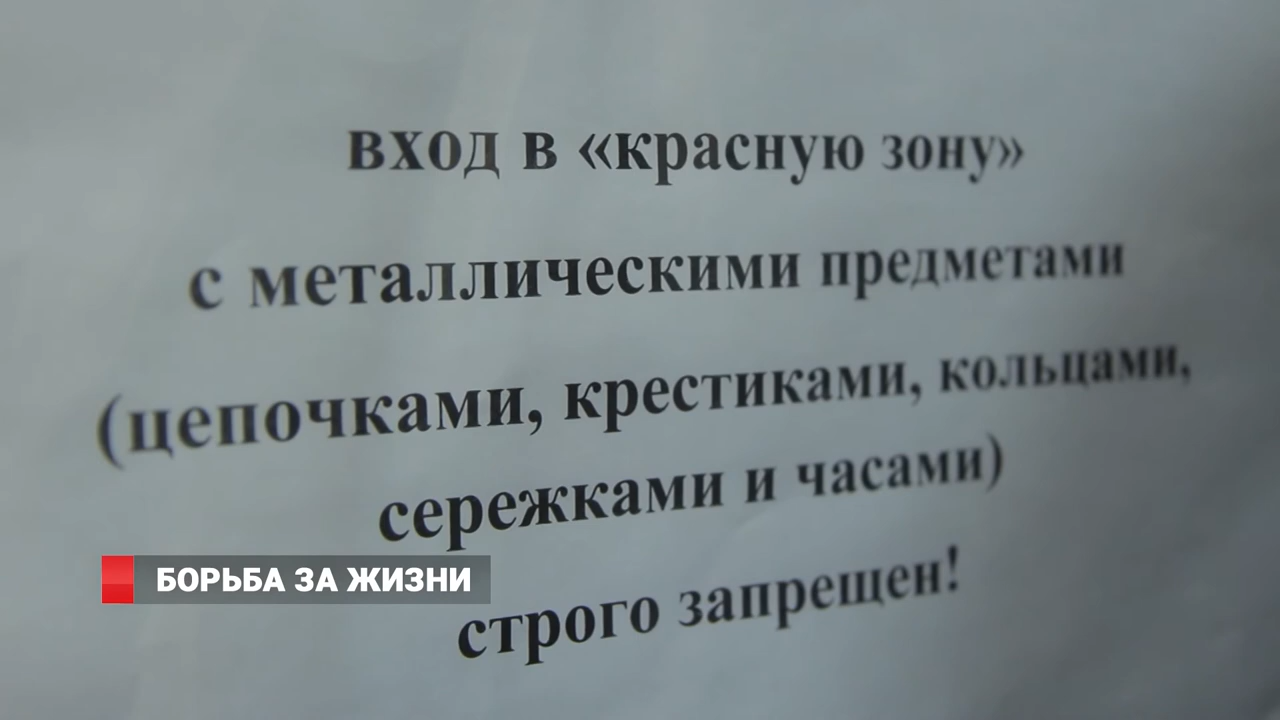 вход в «красную зону»
с металлическими предметами
(цепочками, крестиками, кольцами,
сережками и часами)
БОРЬБА ЗА ЖИЗНИ
строго запрещен!